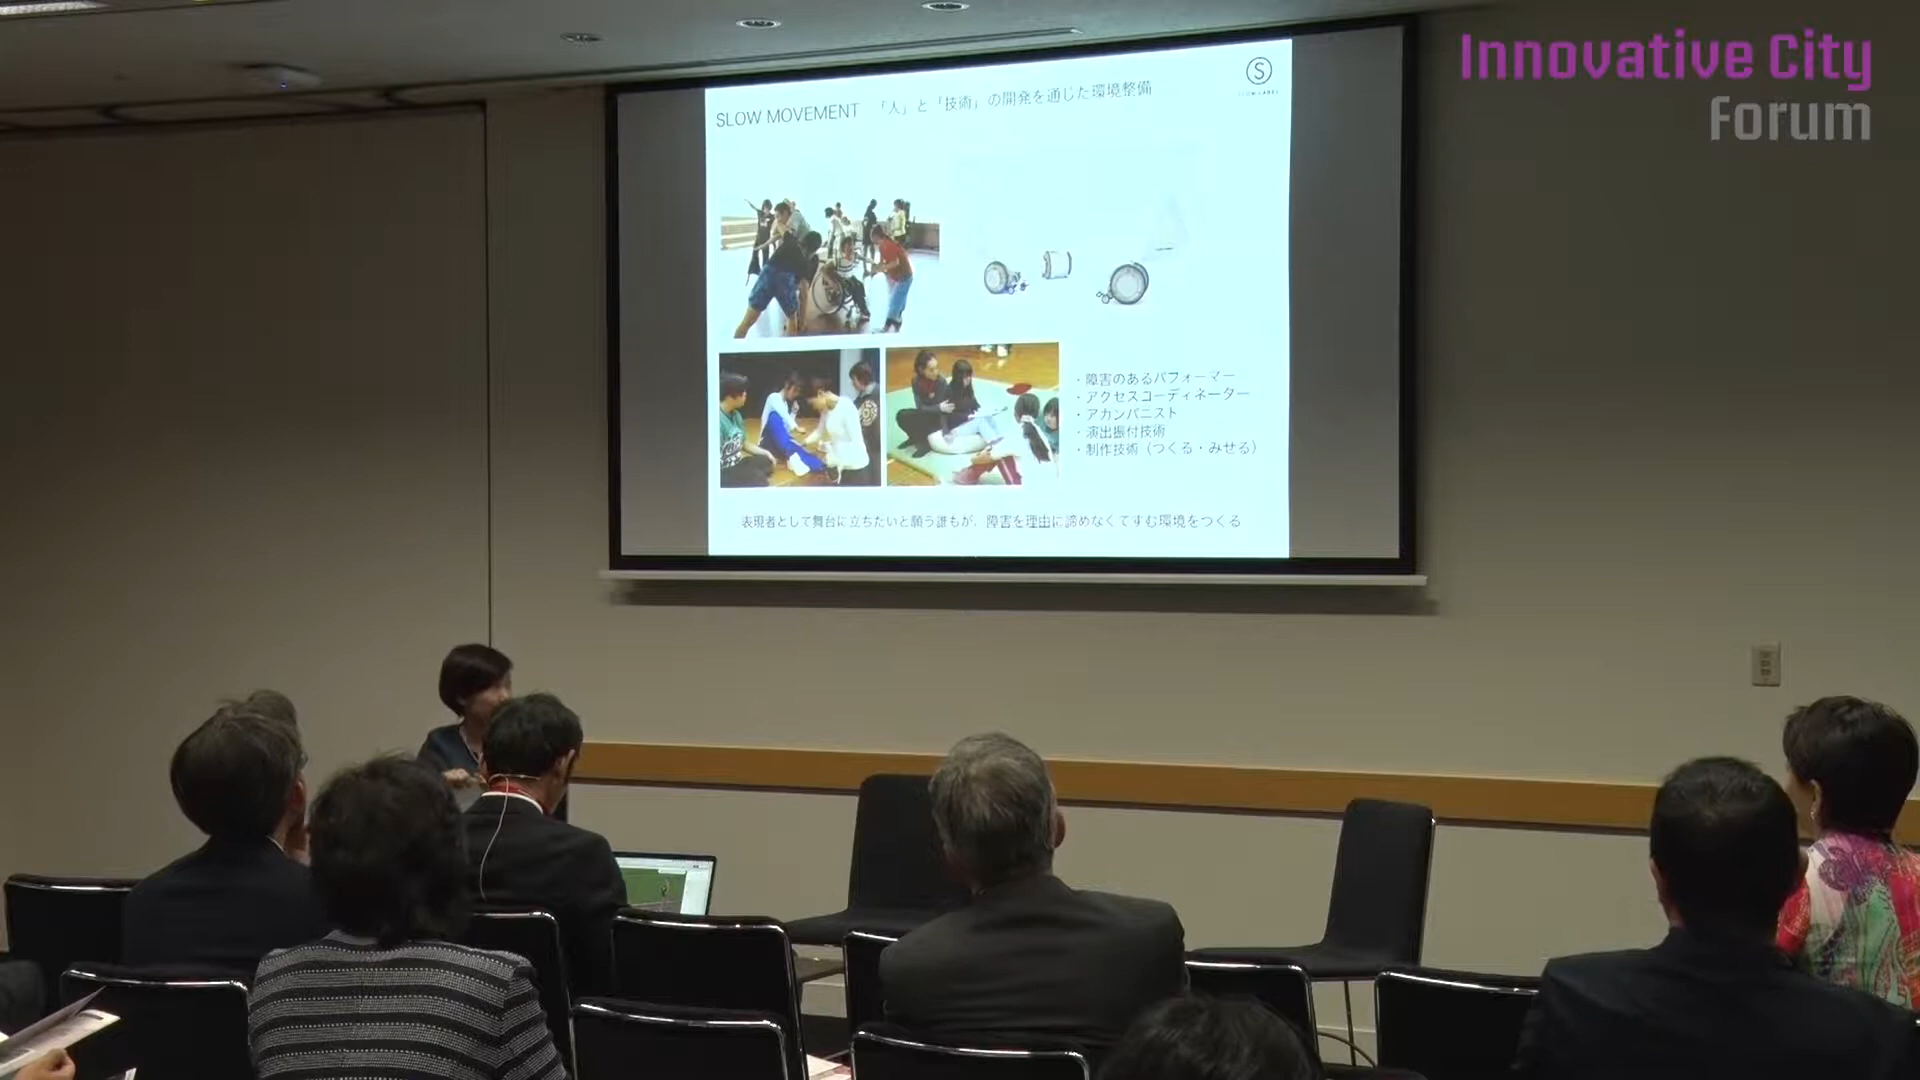 Innovative City
Forum
S
SLOW LABEL
SLOW MOVEMENT 「人」と「技術」の開発を通じた環境整備
・障害のあるパフォーマー
・アクセスコーディネーター
・アカンパニスト
・演出振付技術
・制作技術（つくる・みせる）
表現者として舞台に立ちたいと願う誰もが、障害を理由に諦めなくてすむ環境をつくる